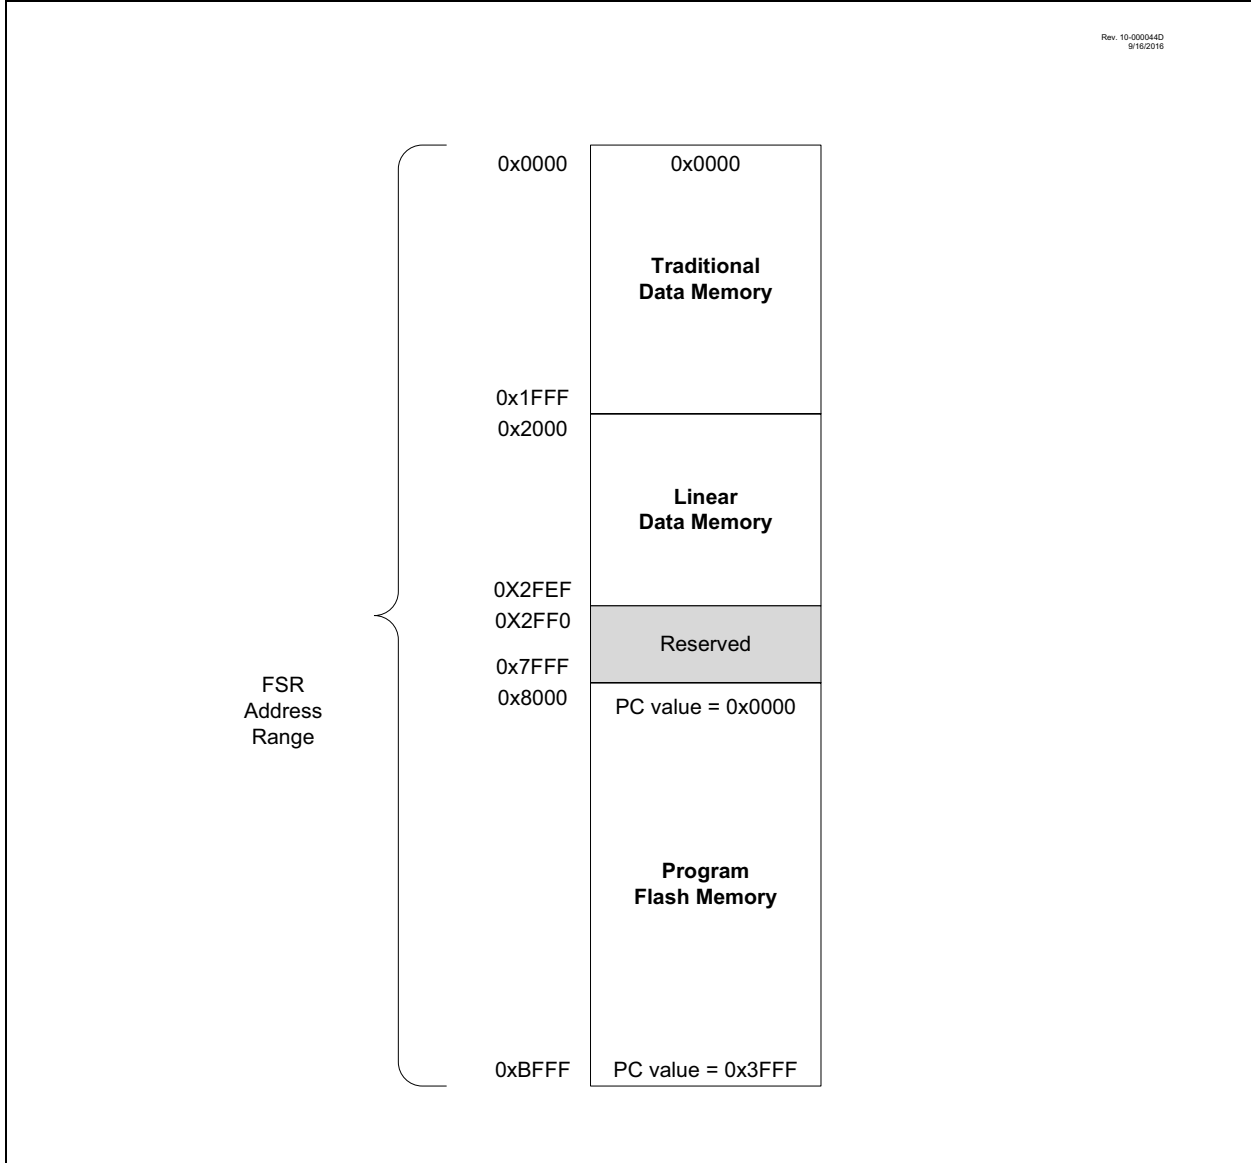 Rev. 10-000044D
9/16/2016
0x0000
0x0000
Traditional
Data Memory
0x1FFF
0x2000
Linear
Data Memory
0X2FEF
0X2FF0
Reserved
0x7FFF
0x8000
PC value = 0x0000
FSR
Address
Range
Program
Flash Memory
0xBFFF
PC value = 0x3FFF